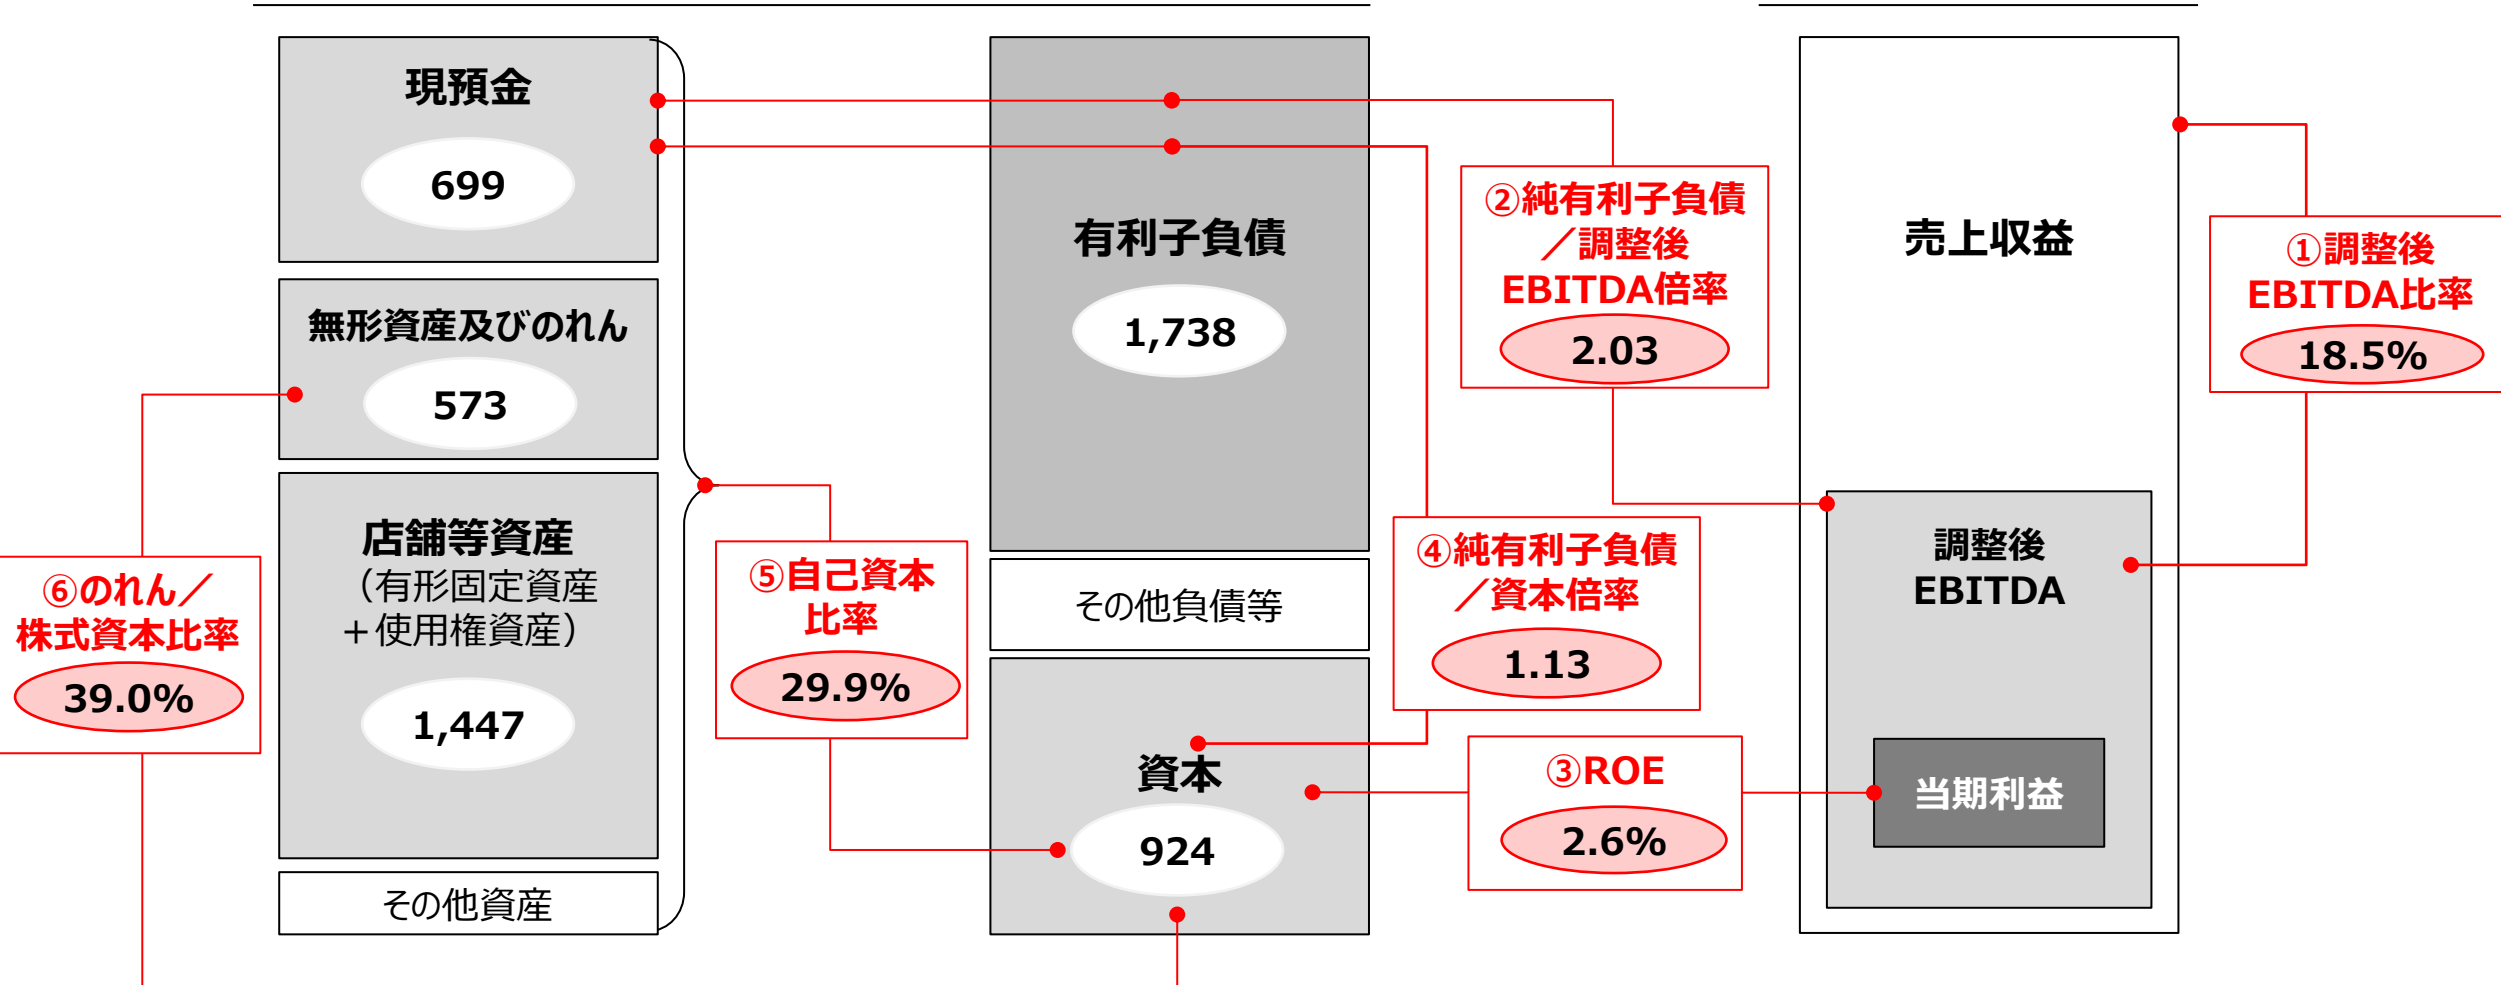 現預金
699
無形資産及びのれん
573
店舗等資産
（有形固定資産
＋使用権資産）
1,447
その他資産
⑥のれん／
株式資本比率
39.0%
⑤自己資本
比率
29.9%
有利子負債
1,738
その他負債等
資本
924
②純有利子負債
／調整後
EBITDA倍率
2.03
④純有利子負債
／資本倍率
1.13
③ROE
2.6%
売上収益
調整後
EBITDA
当期利益
①調整後
EBITDA比率
18.5%